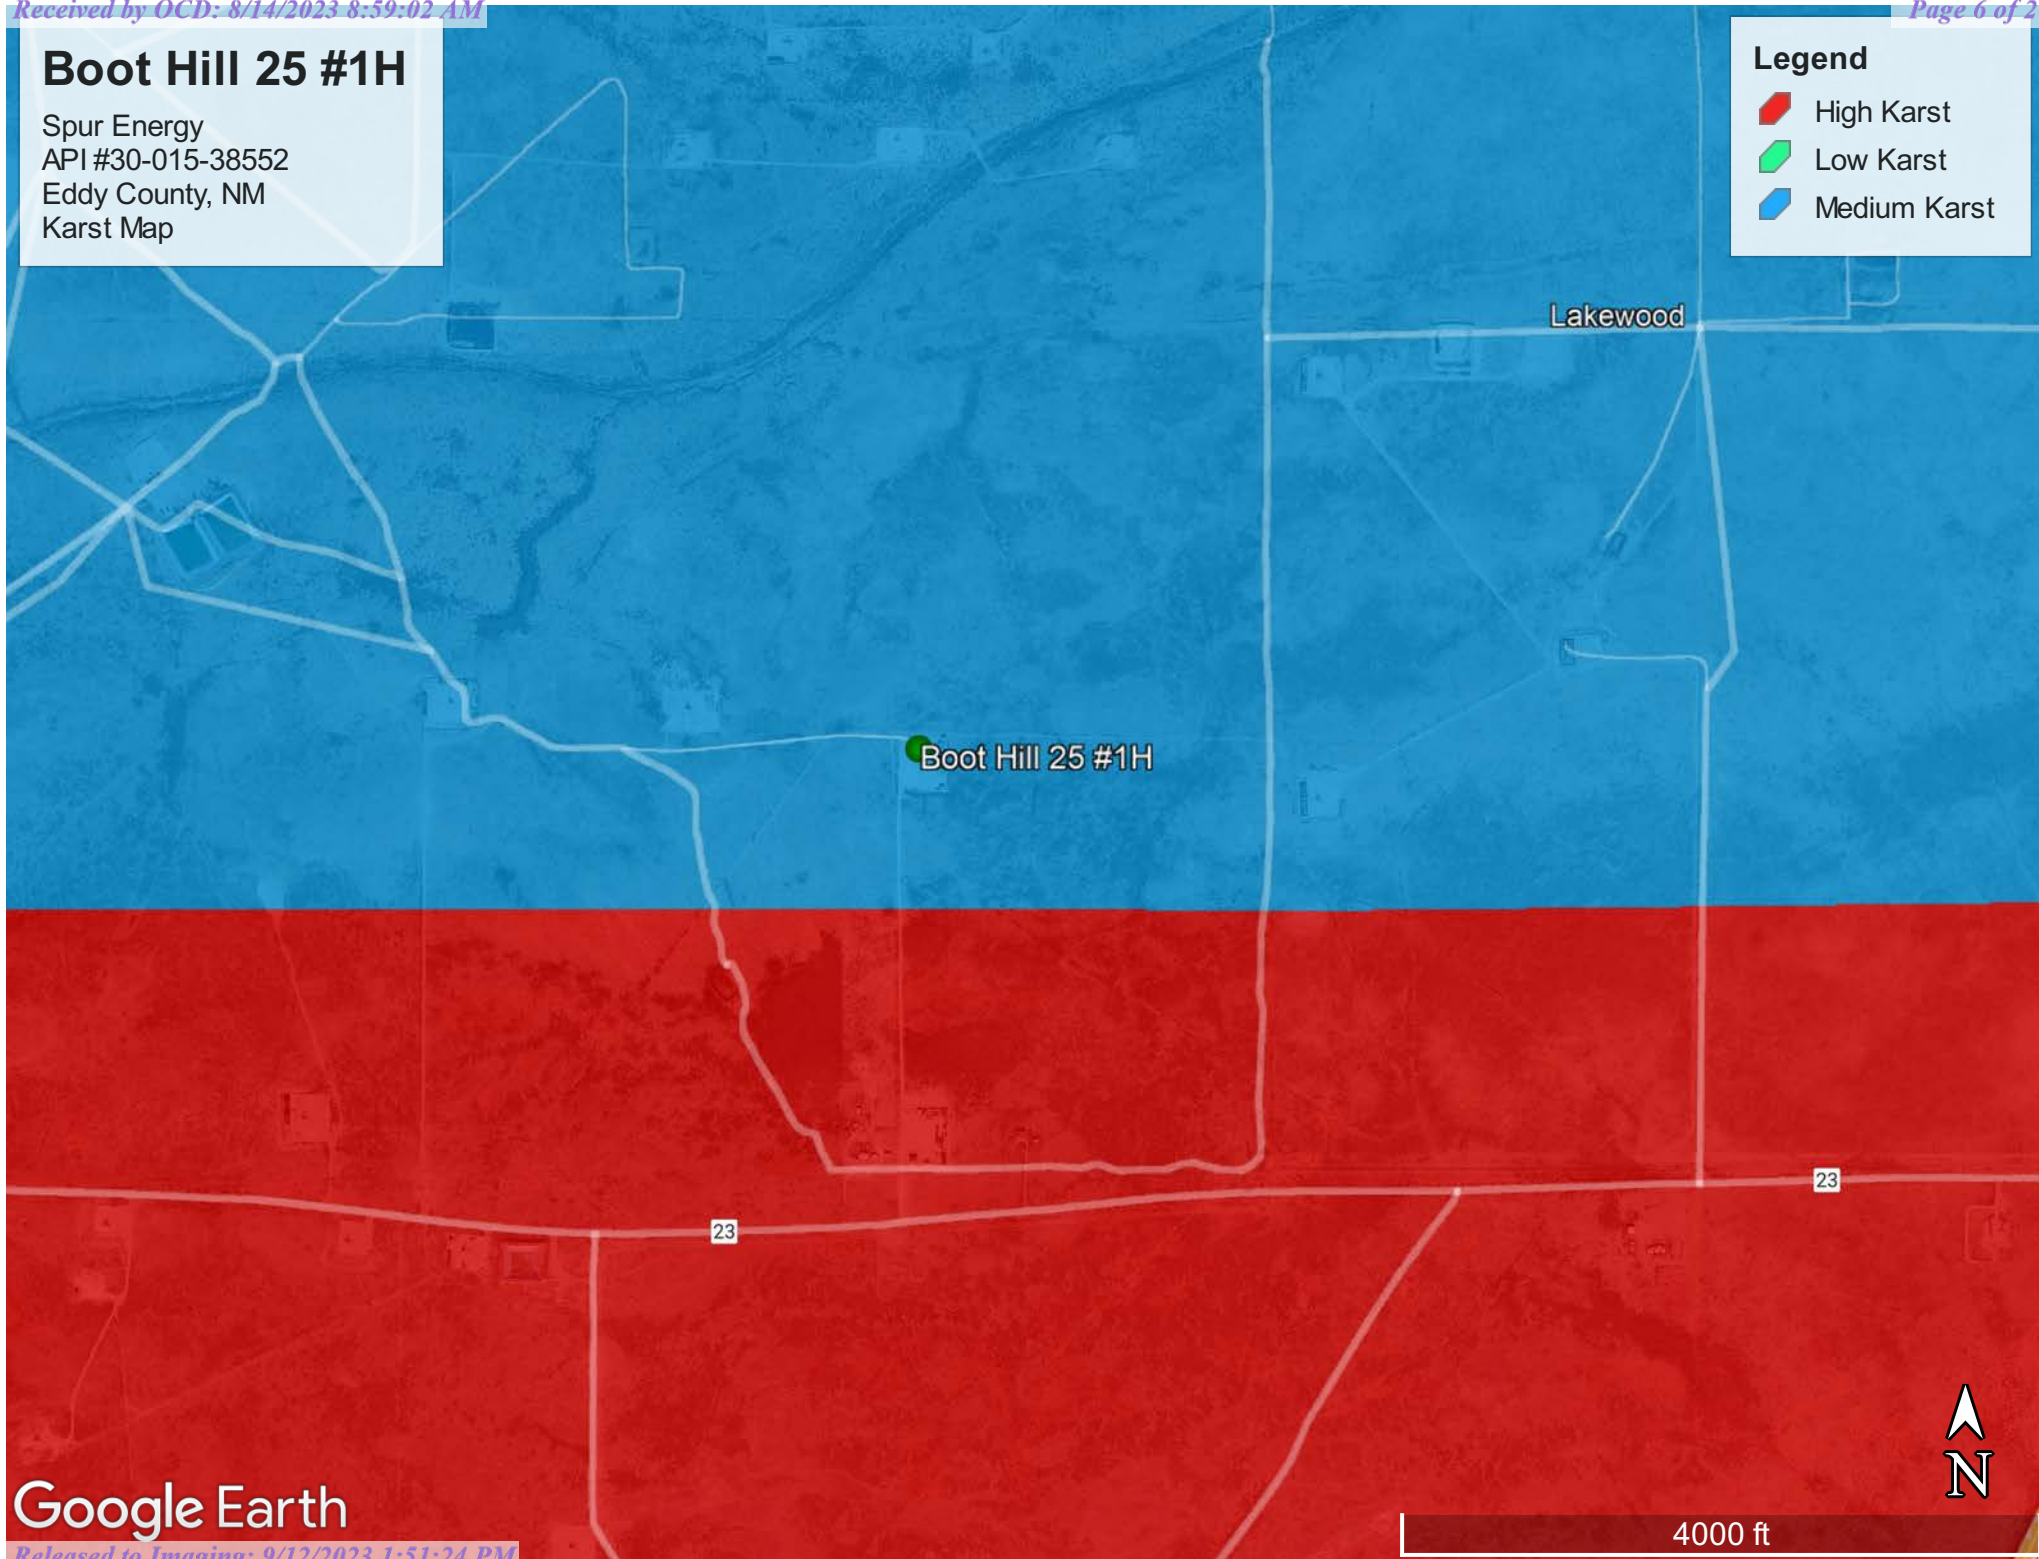 Received by OCD: 8/14/2023 8:59:02 AM
Page 6 of 2
Boot Hill 25 #1H
Spur Energy
API #30-015-38552
Eddy County, NM
Karst Map
Legend
High Karst
Low Karst
Medium Karst
Lakewood
Boot Hill 25 #1H
23
23
N
Google Earth
4000 ft
Released to Imaging: 9/12/2023 1:51:24 PM